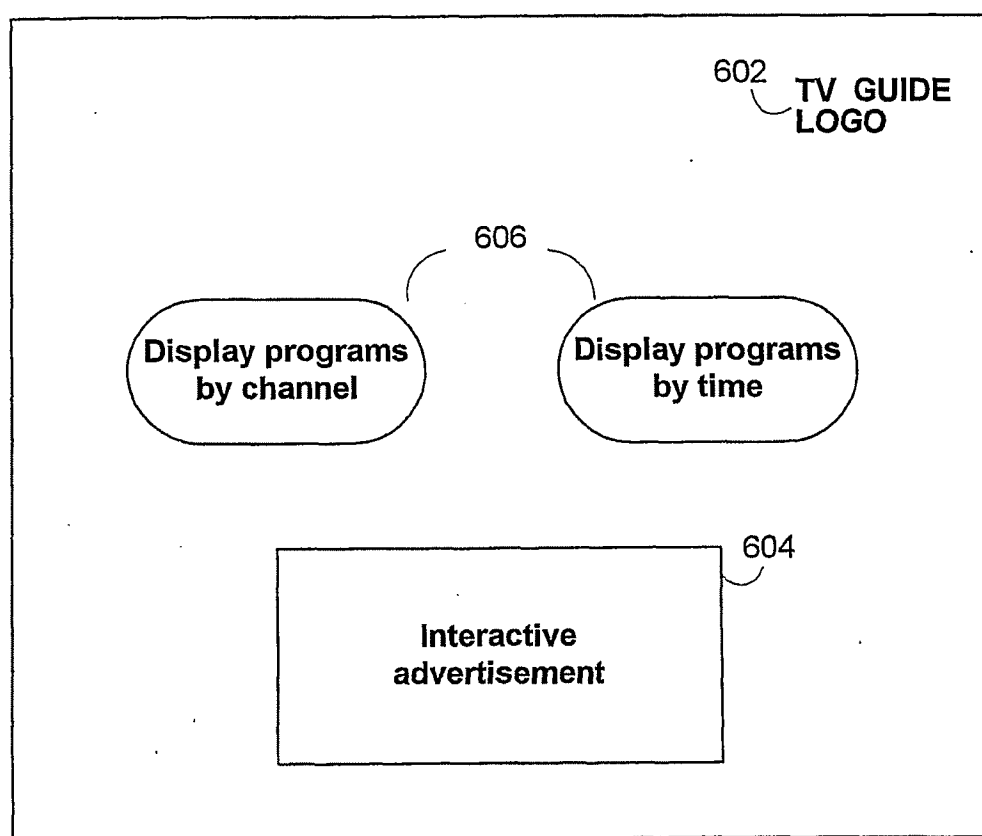 602
TV GUIDE
LOGO
606
Display programs
by channel
Display programs
by time
604
Interactive
advertisement